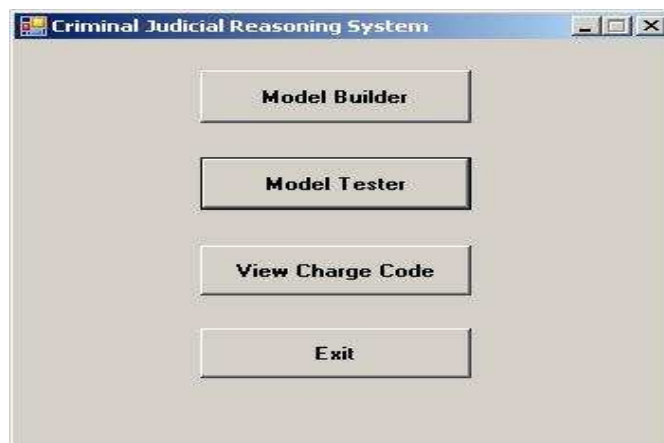 Criminal Judicial Reasoning System
Model Builder
Model Tester
View Charge Code
Exit